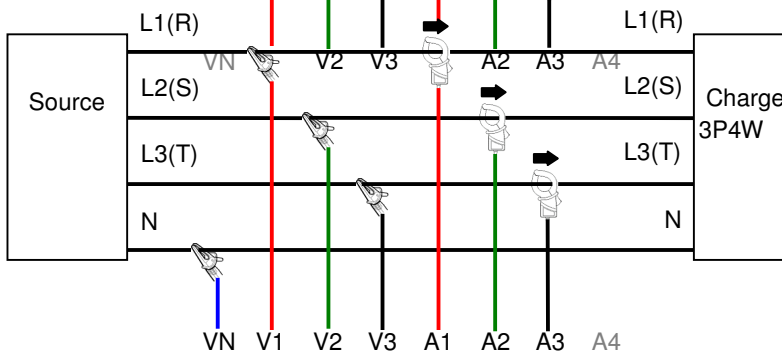 L1(R) L1(R)
VN V2 V3 A2 A3 A4
L2(S) L2(S)
Source Charge
3P4W
L3(T) L3(T)
N N
VN V1 V2 V3 A1 A2 A3 A4